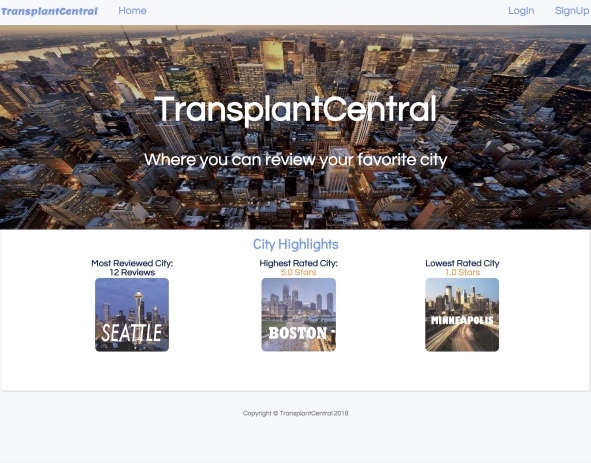 TransplantCentral Home LogIn SignUp
TransplantCentral
Where you can review your favorite city
City Highlights
Most Reviewed City:
12 Reviews
SEATTLE
Highest Rated City:
5.0 Stars
BOSTON -
Lowest Rated City
1.0 Stars
MINNEAPOLIS
Copyright © TransplantCentral 2018